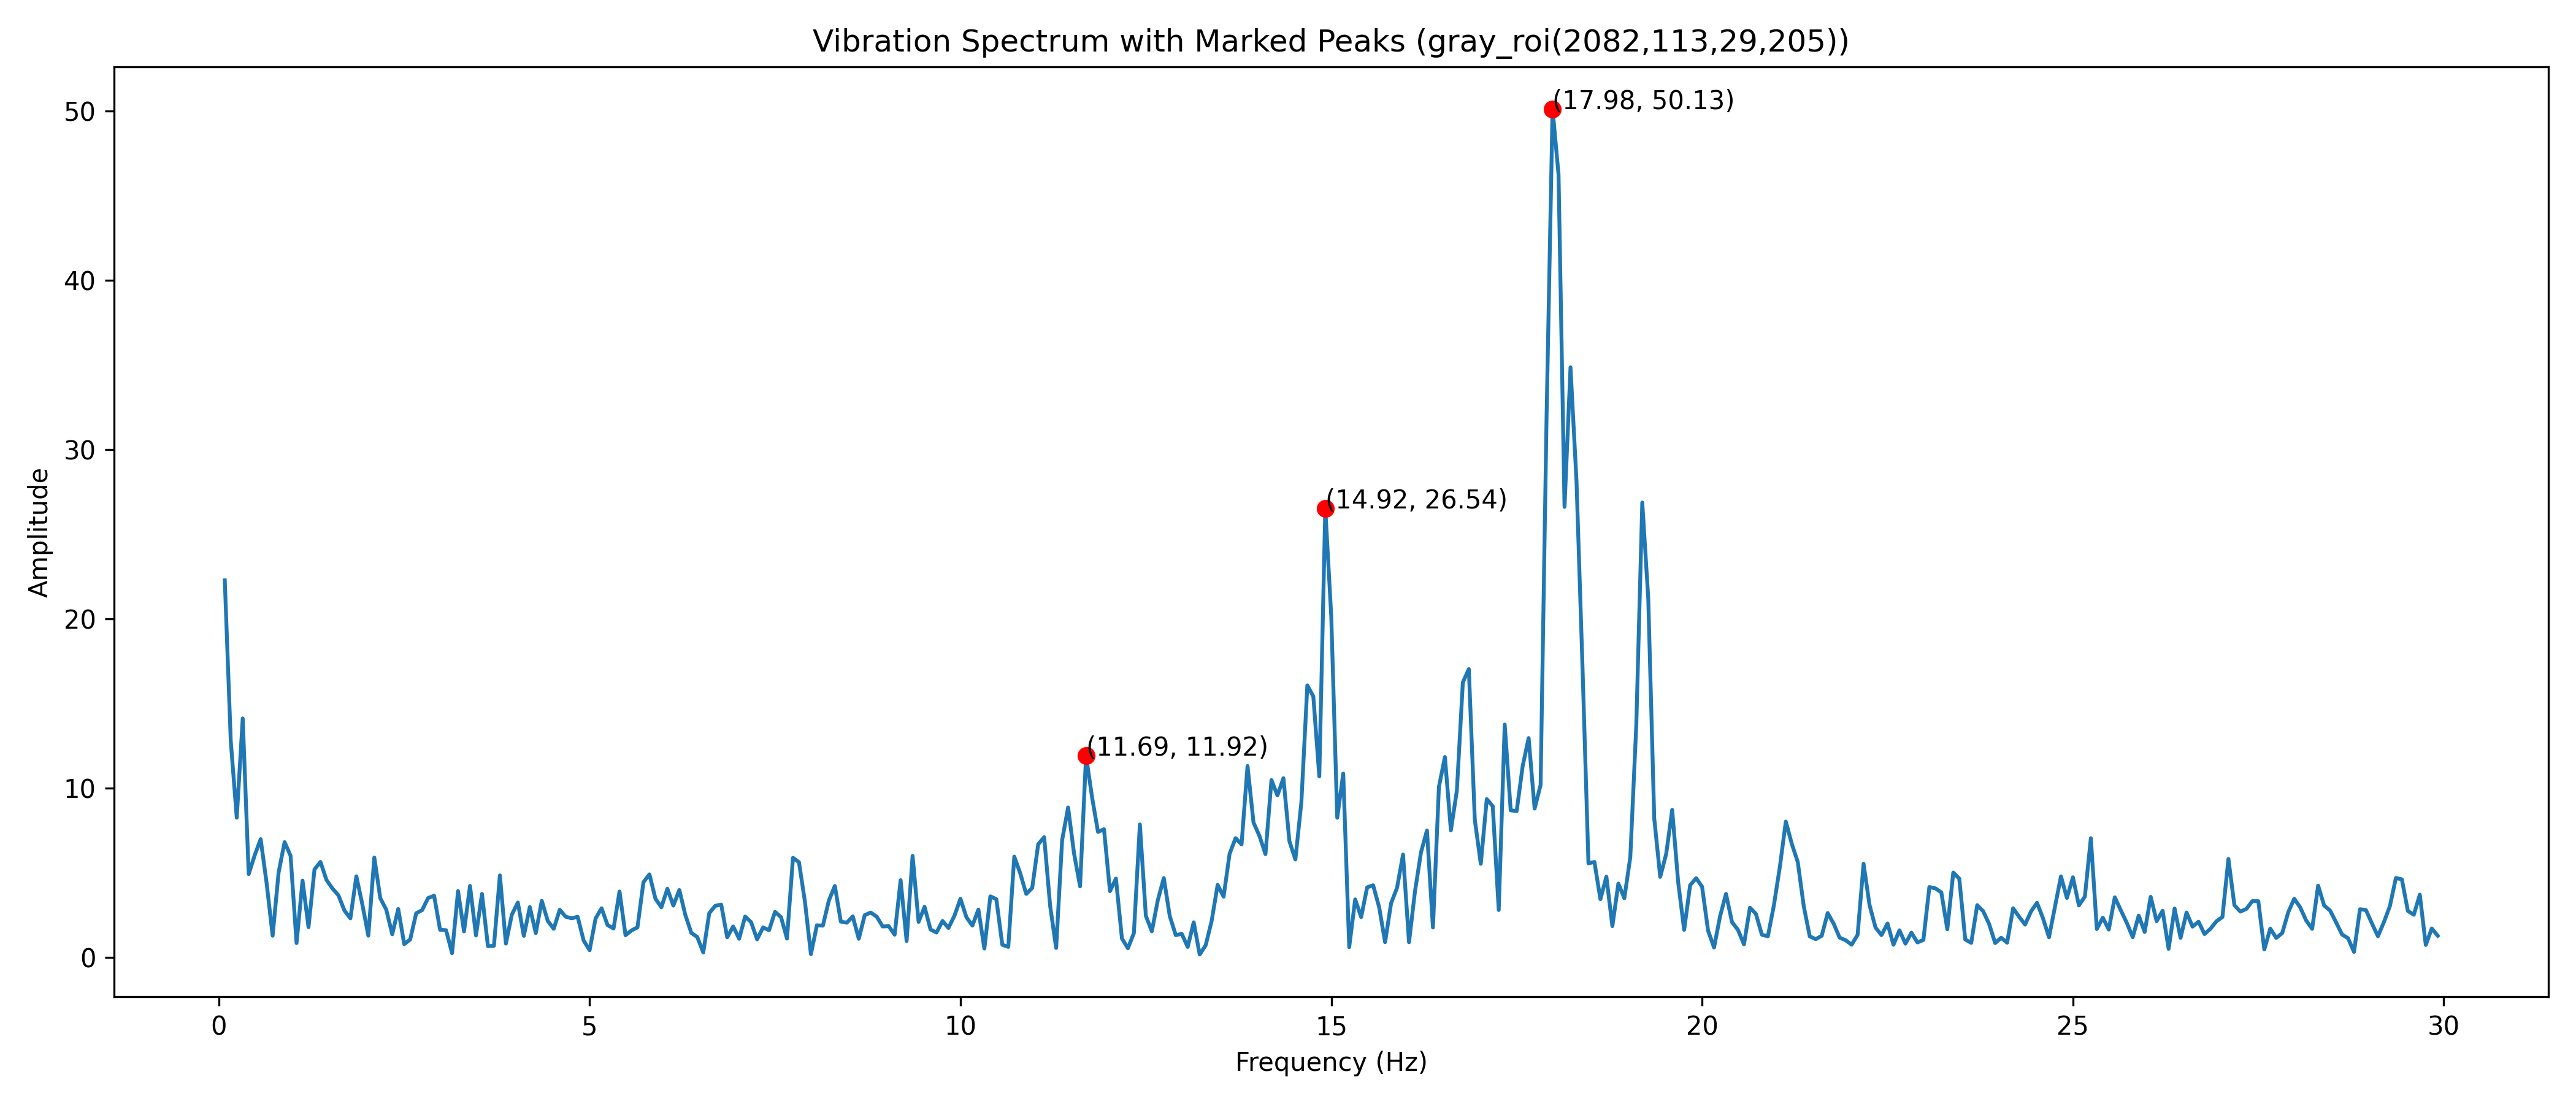 Vibration Spectrum with Marked Peaks (gray_roi(2082,113,29,205))
50
40
30
20
10
0
Amplitude
(17.98, 50.13)
(14.92, 26.54)
(11.69, 11.92)
0 5 10 15 20 25 30
Frequency (Hz)